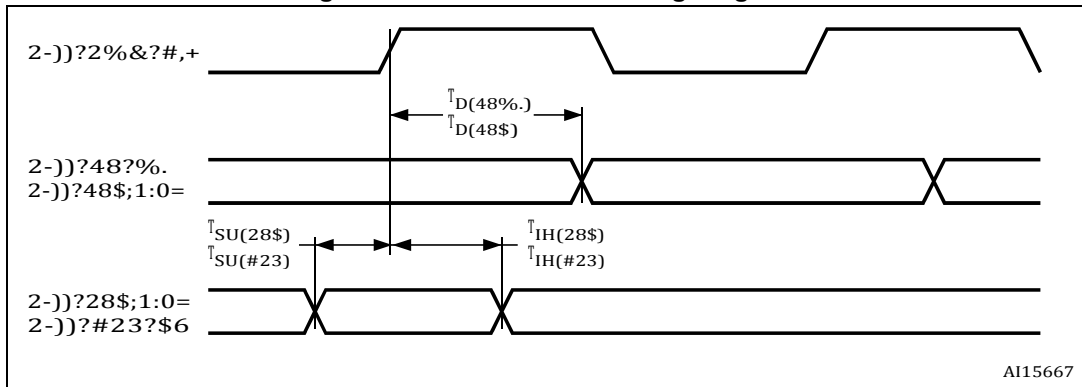 2-))?2%&?#,+
TD(48%.)
TD(48$)
2-))?48?%.
2-))?48$;1:0=
TSU(28$)
TSU(#23)
TIH(28$)
TIH(#23)
2-))?28$;1:0=
2-))?#23?$6
AI15667